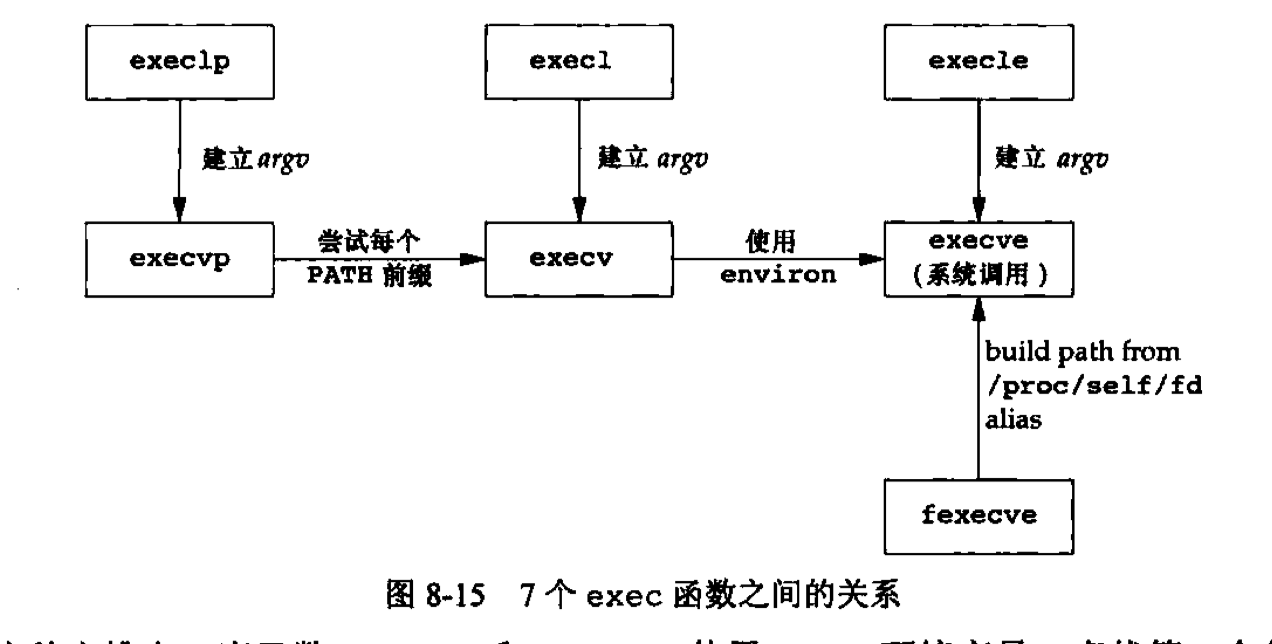 execlp
execl
execle
建立 argv
建立 argv
建立 argv
execvp
尝试每个
PATH 前缀
execv
使用
environ
execve
(系统调用)
build path from
/proc/self/fd
alias
fexecve
图 8-15 7 个 exec 函数之间的关系